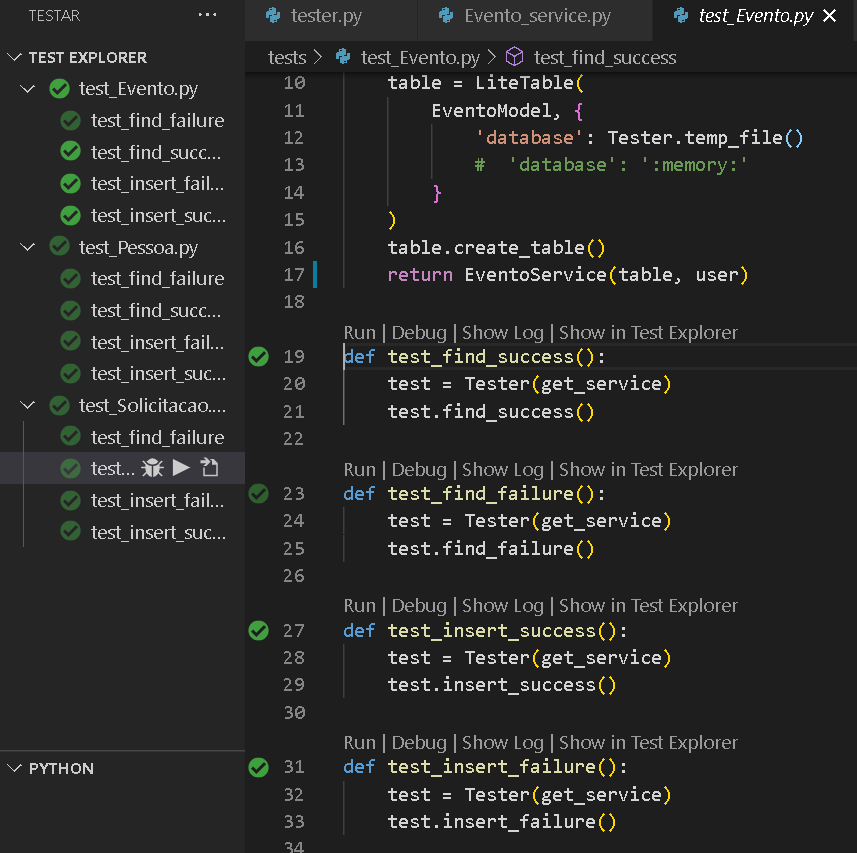 TESTAR ...
TEST EXPLORER
test_Evento.py
test_find_failure
test_find_succ...
test_insert_fail...
test_insert_suc...
test_Pessoa.py
test_find_failure
test_find_succ...
test_insert_fail...
test_insert_suc...
test_Solicitacao....
test_find_failure
test...
test_insert_fail...
test_insert_suc...
PYTHON
tester.py
Evento_service.py
test_Evento.py
tests > test_Evento.py > test_find_success
10 table = LiteTable(
11 EventoModel, {
12 'database': Tester.temp_file()
13 #  'database': ':memory:'
14 }
15 )
16 table.create_table()
17 return EventoService(table, user)
18
Run | Debug | Show Log | Show in Test Explorer
19 def test_find_success():
20 test = Tester(get_service)
21 test.find_success()
22
Run | Debug | Show Log | Show in Test Explorer
23 def test_find_failure():
24 test = Tester(get_service)
25 test.find_failure()
26
Run | Debug | Show Log | Show in Test Explorer
27 def test_insert_success():
28 test = Tester(get_service)
29 test.insert_success()
30
Run | Debug | Show Log | Show in Test Explorer
31 def test_insert_failure():
32 test = Tester(get_service)
33 test.insert_failure()
34